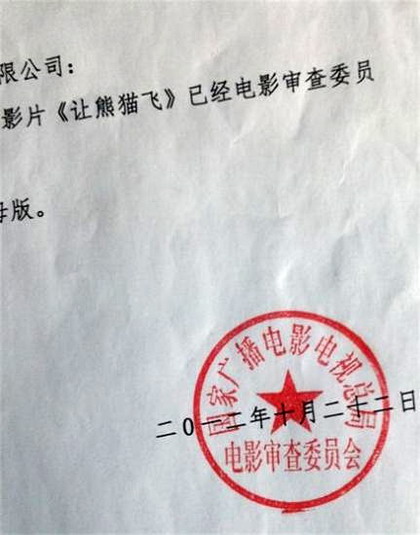 限公司：
影片《让熊猫飞》已经电影审查委员
母版。
国家广播电影电视总局
二0一二年十月二十二日
电影审查委员会